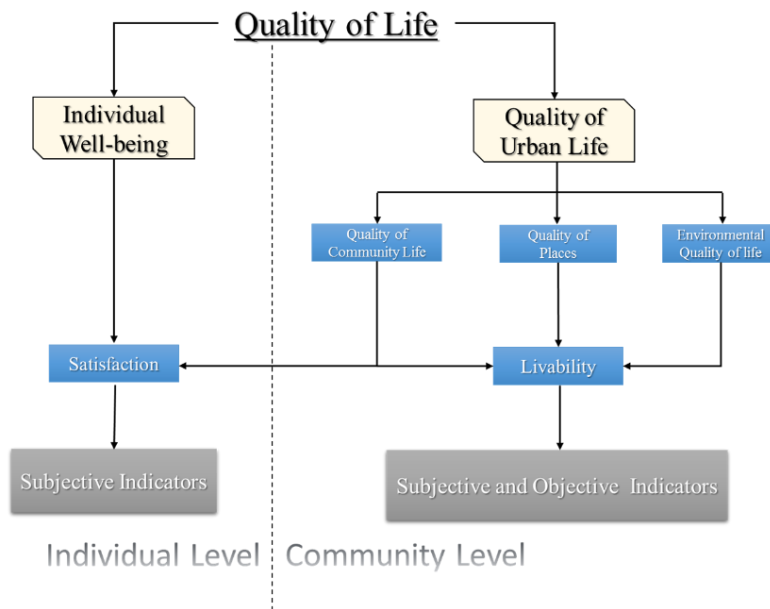 Quality of Life
Individual
Well-being
Quality of
Urban Life
Quality of
Community Life
Quality of
Places
Environmental
Quality of life
Satisfaction
Livability
Subjective Indicators
Subjective and Objective Indicators
Individual Level
Community Level